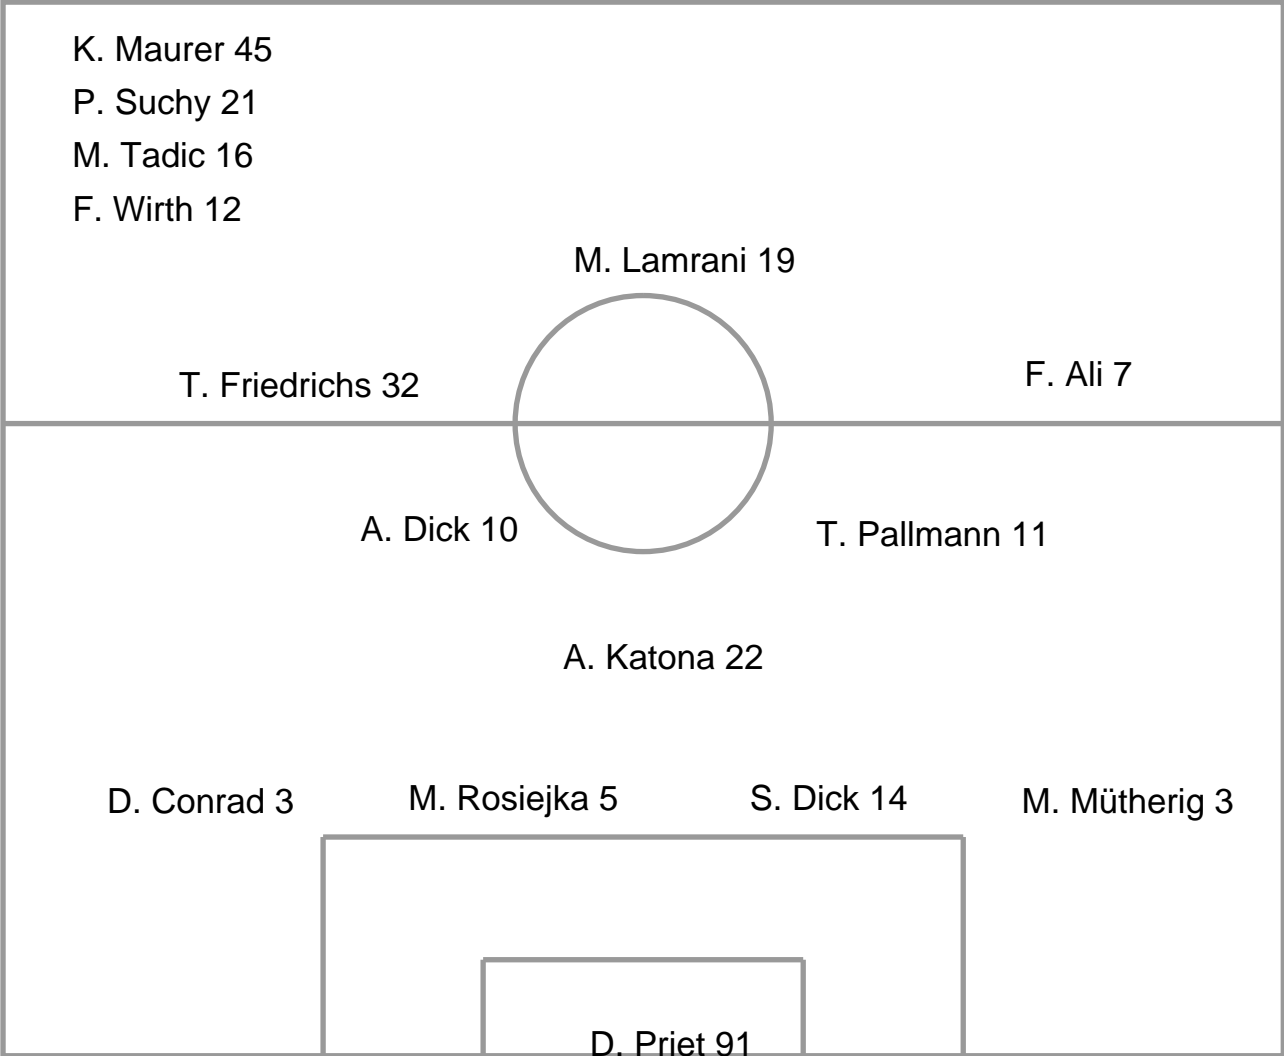 K. Maurer 45
P. Suchy 21
M. Tadic 16
F. Wirth 12
M. Lamrani 19
T. Friedrichs 32
F. Ali 7
A. Dick 10
T. Pallmann 11
A. Katona 22
D. Conrad 3
M. Rosiejka 5
S. Dick 14
M. Mütherig 3
D. Priet 91